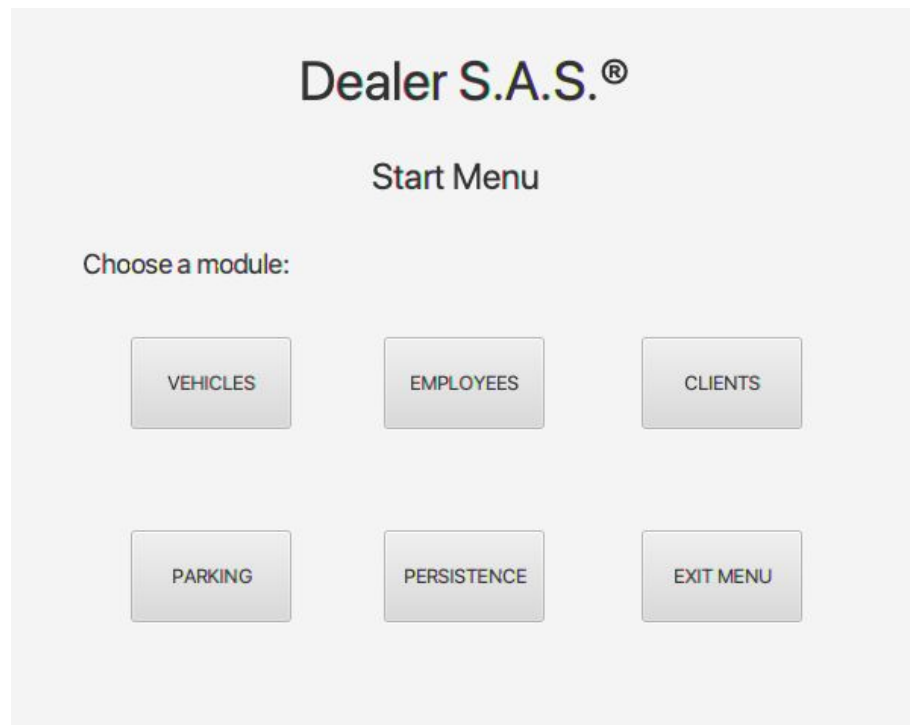 Dealer S.A.S.®
Start Menu
Choose a module:
VEHICLES EMPLOYEES CLIENTS
PARKING PERSISTENCE EXIT MENU